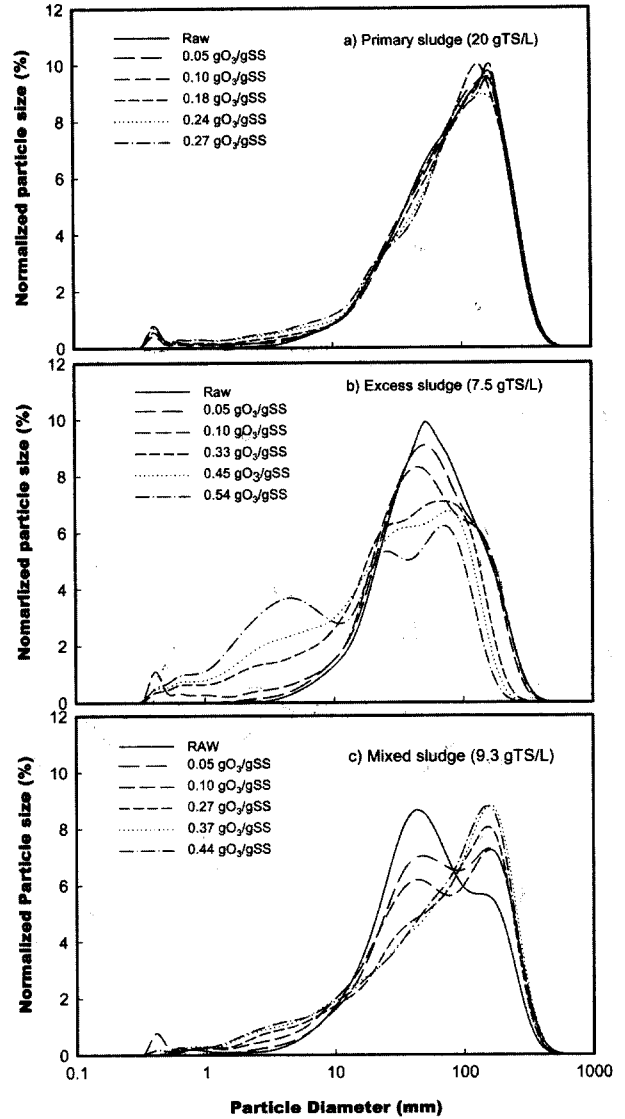 12
10
8
6
4
2
0
Normalized particle size (%)
a) Primary sludge (20 gTS/L)
Raw
0.05 gO₃/gSS
0.10 gO₃/gSS
0.18 gO₃/gSS
0.24 gO₃/gSS
0.27 gO₃/gSS
12
10
8
6
4
2
0
Nomarlized particle size (%)
b) Excess sludge (7.5 gTS/L)
Raw
0.05 gO₃/gSS
0.10 gO₃/gSS
0.33 gO₃/gSS
0.45 gO3/gSS
0.54 gO₃/gSS
12
10
8
6
4
2
0
Normalized Particle size (%)
c) Mixed sludge (9.3 gTS/L)
RAW
0.05 gO₃/gSS
0.10 gO₃/gSS
0.27 gO₃/gSS
0.37 gO₃/gSS
0.44 gO₃/gSS
0.1 1 10 100 1000
Particle Diameter (mm)